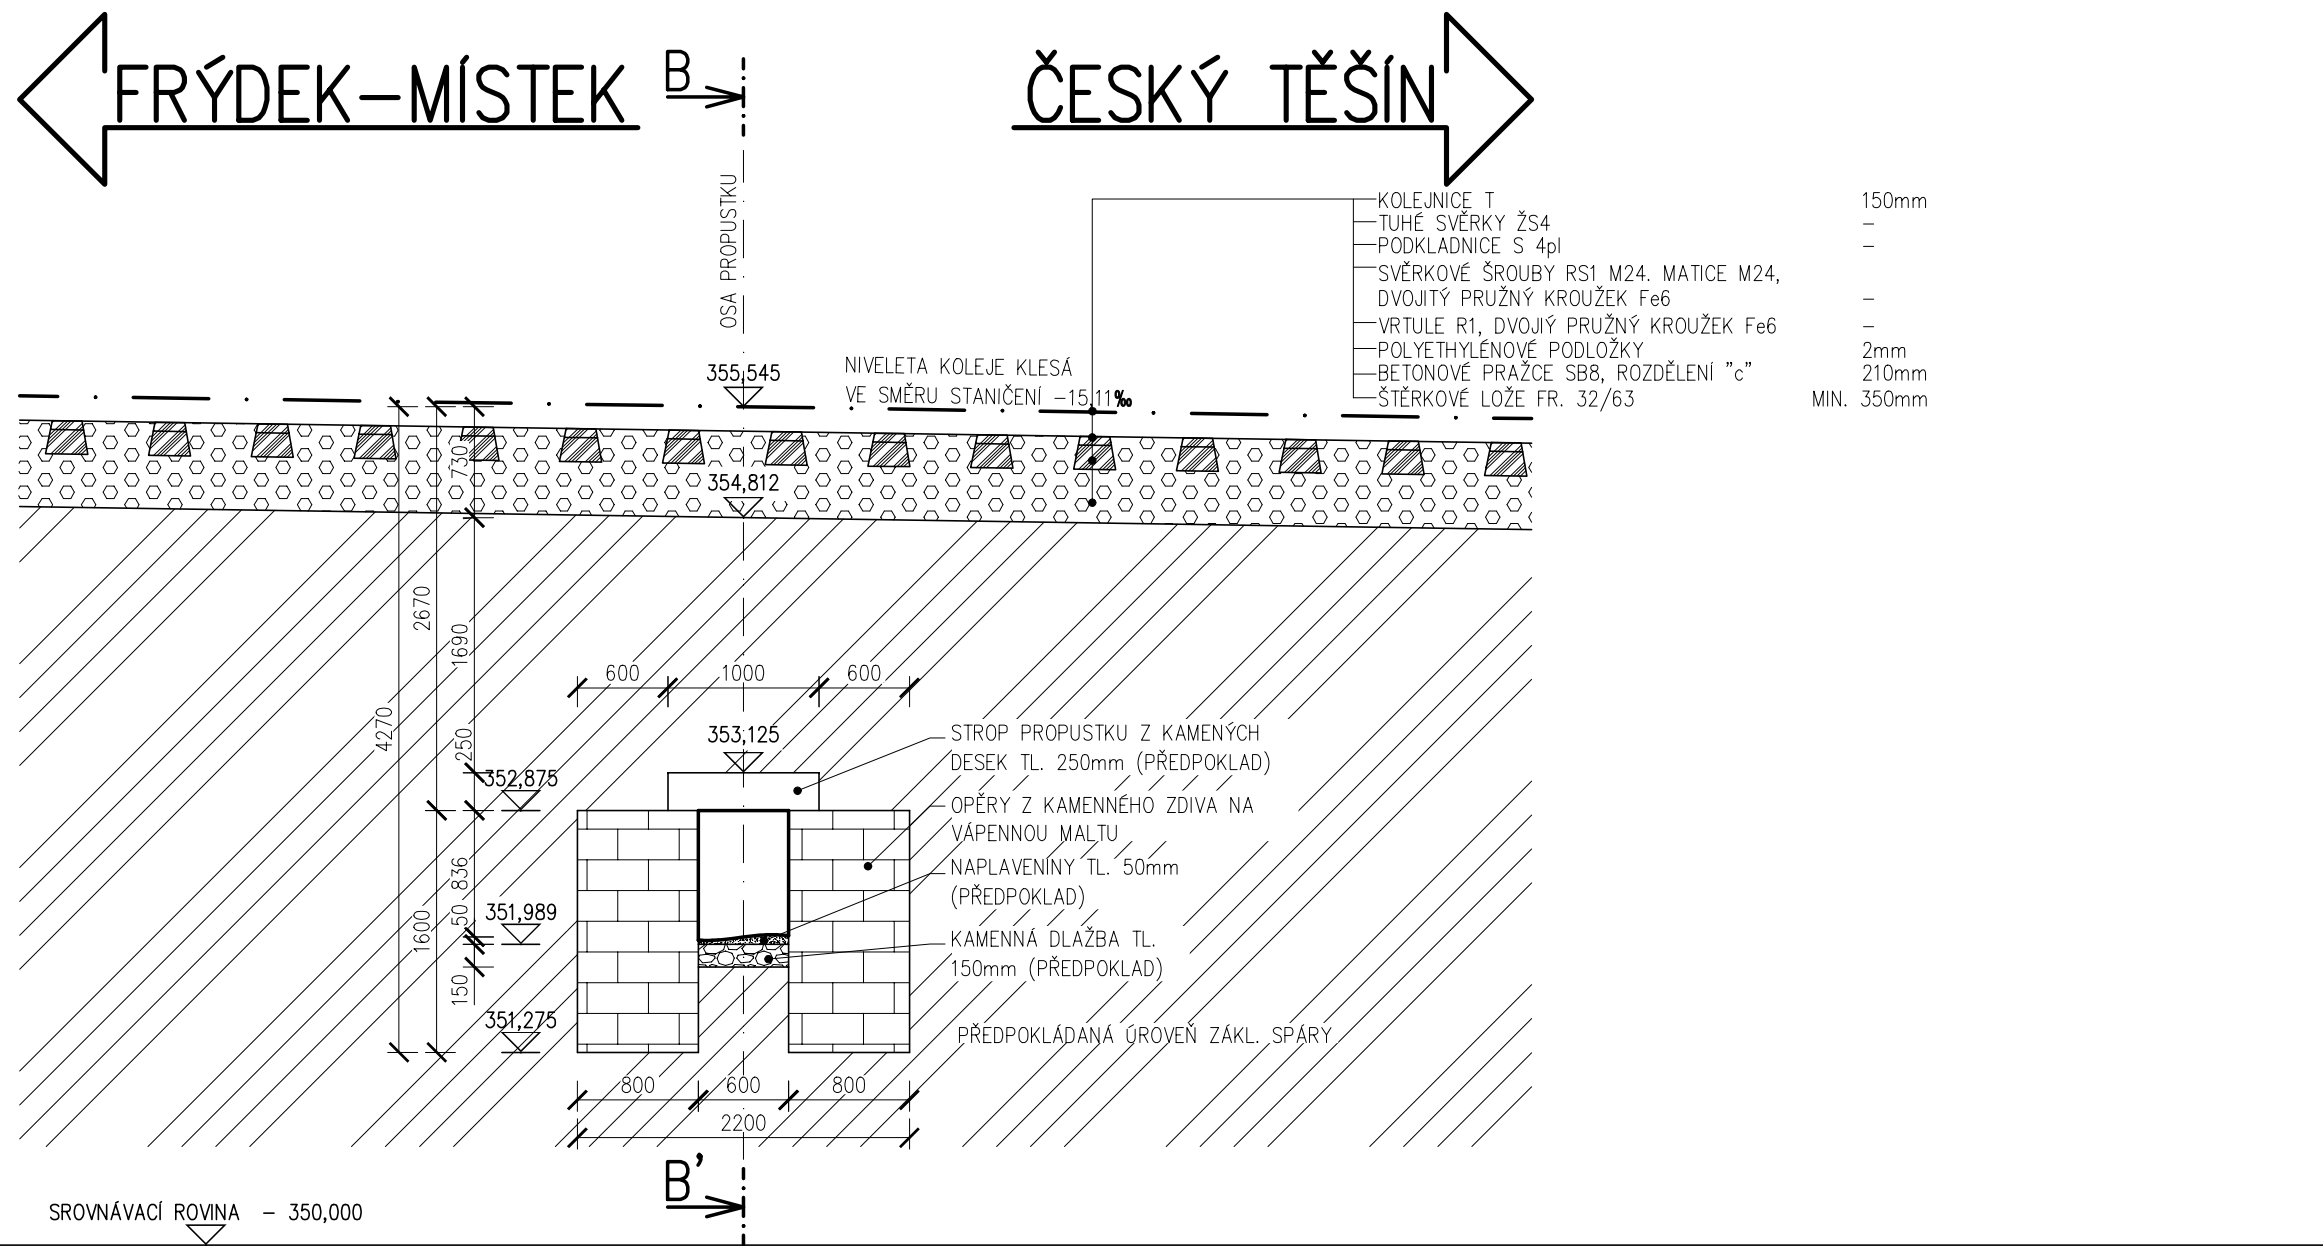 FRÝDEK-MÍSTEK
B
ČESKÝ TĚŠÍN
OSA PROPUSTKU
KOLEJNICE T 150mm
TUHÉ SVĚRKY ŽS4 -
PODKLADNICE S 4pl -
SVĚRKOVÉ ŠROUBY RS1 M24. MATICE M24,
DVOJITÝ PRUŽNÝ KROUŽEK Fe6 -
VRTULE R1, DVOJIÝ PRUŽNÝ KROUŽEK Fe6 -
POLYETHYLÉNOVÉ PODLOŽKY 2mm
BETONOVÉ PRAŽCE SB8, ROZDĚLENÍ "c" 210mm
ŠTĚRKOVÉ LOŽE FR. 32/63 MIN. 350mm
NIVELETA KOLEJE KLESÁ
VE SMĚRU STANIČENÍ -15,11‰
355,545
730
354,812
2670
1690
4270
250
600 1000 600
353,125
352,875
STROP PROPUSTKU Z KAMENÝCH
DESEK TL. 250mm (PŘEDPOKLAD)
OPĚRY Z KAMENNÉHO ZDIVA NA
VÁPENNOU MALTU
NAPLAVENINY TL. 50mm
(PŘEDPOKLAD)
KAMENNÁ DLAŽBA TL.
150mm (PŘEDPOKLAD)
836
50
1600
351,989
150
351,275
PŘEDPOKLÁDANÁ ÚROVEŇ ZÁKL. SPÁRY
800 600 800
2200
B'
SROVNÁVACÍ ROVINA - 350,000